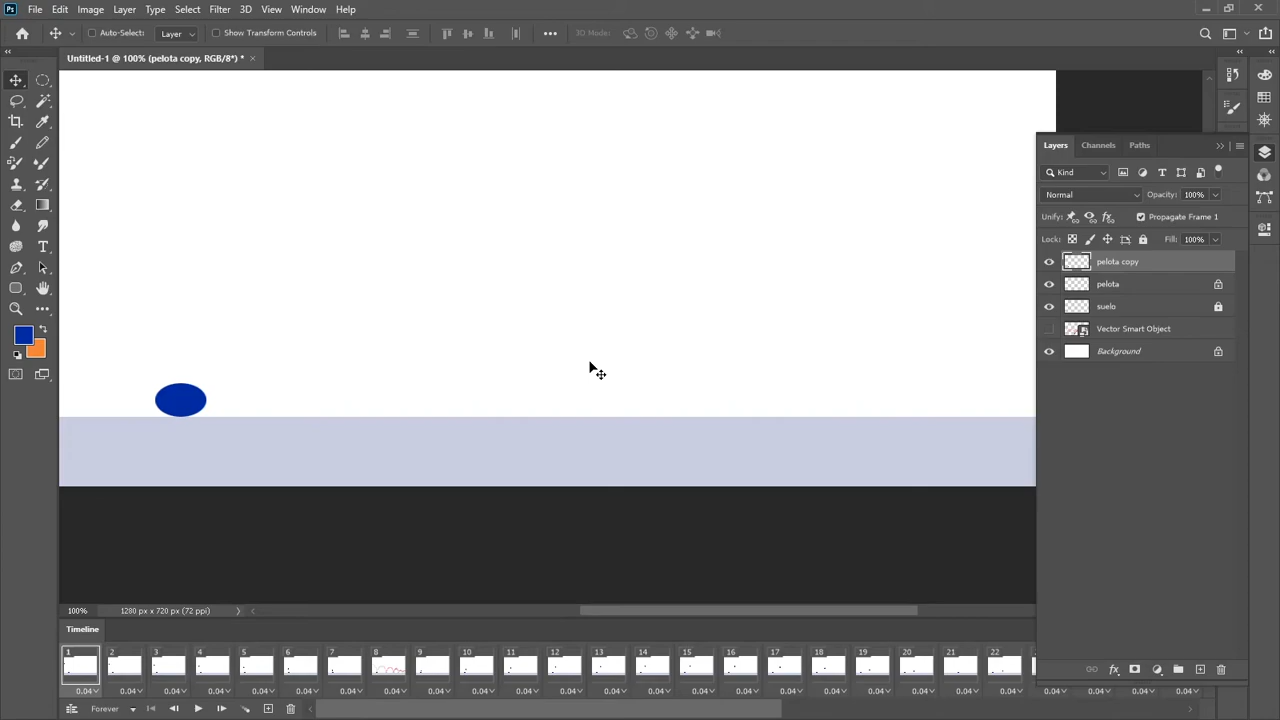 Ps File Edit Image Layer Type Select Filter 3D View Window Help
Auto-Select: Layer Show Transform Controls 3D Mode:
Untitled-1 @ 100% (pelota copy, RGB/8*) * ×
Layers Channels Paths
Kind
Normal Opacity: 100%
Unify: Propagate Frame 1
Lock: Fill: 100%
pelota copy
pelota
suelo
Vector Smart Object
Background
100% 1280 px x 720 px (72 ppi)
Timeline
1 2 3 4 5 6 7 8 9 10 11 12 13 14 15 16 17 18 19 20 21 22
0.04 0.04 0.04 0.04 0.04 0.04 0.04 0.04 0.04 0.04 0.04 0.04 0.04 0.04 0.04 0.04 0.04 0.04 0.04 0.04 0.04 0.04 0.04 0.04 0.04 0.04
Forever